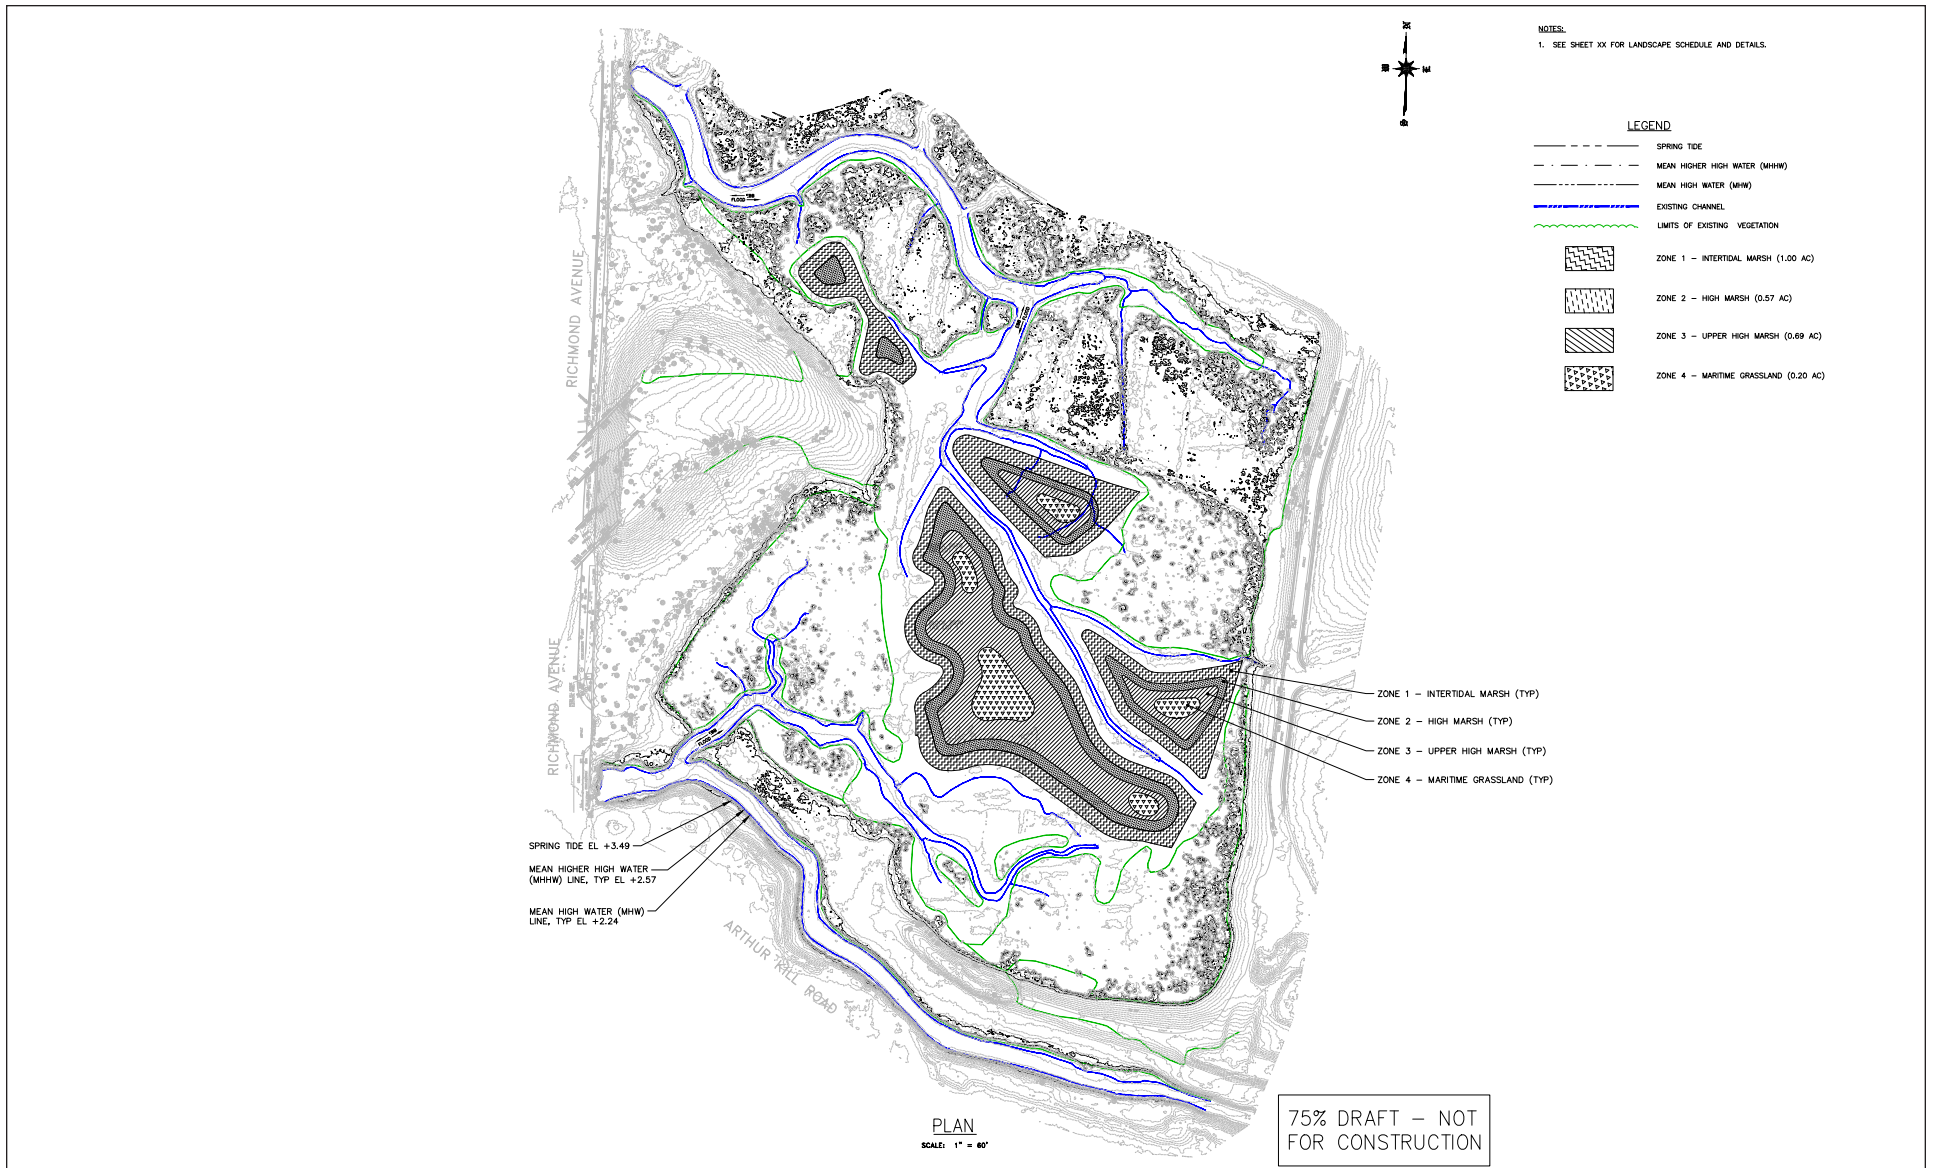 NOTES:
1. SEE SHEET XX FOR LANDSCAPE SCHEDULE AND DETAILS.
LEGEND
SPRING TIDE
MEAN HIGHER HIGH WATER (MHHW)
MEAN HIGH WATER (MHW)
EXISTING CHANNEL
LIMITS OF EXISTING VEGETATION
ZONE 1 – INTERTIDAL MARSH (1.00 AC)
ZONE 2 – HIGH MARSH (0.57 AC)
ZONE 3 – UPPER HIGH MARSH (0.69 AC)
ZONE 4 – MARITIME GRASSLAND (0.20 AC)
RICHMOND AVENUE
RICHMOND AVENUE
FLOOD
ZONE 1 – INTERTIDAL MARSH (TYP)
ZONE 2 – HIGH MARSH (TYP)
ZONE 3 – UPPER HIGH MARSH (TYP)
ZONE 4 – MARITIME GRASSLAND (TYP)
SPRING TIDE EL +3.49
MEAN HIGHER HIGH WATER
(MHHW) LINE, TYP EL +2.57
MEAN HIGH WATER (MHW)
LINE, TYP EL +2.24
ARTHUR KILL ROAD
PLAN
SCALE: 1" = 60'
75% DRAFT – NOT
FOR CONSTRUCTION